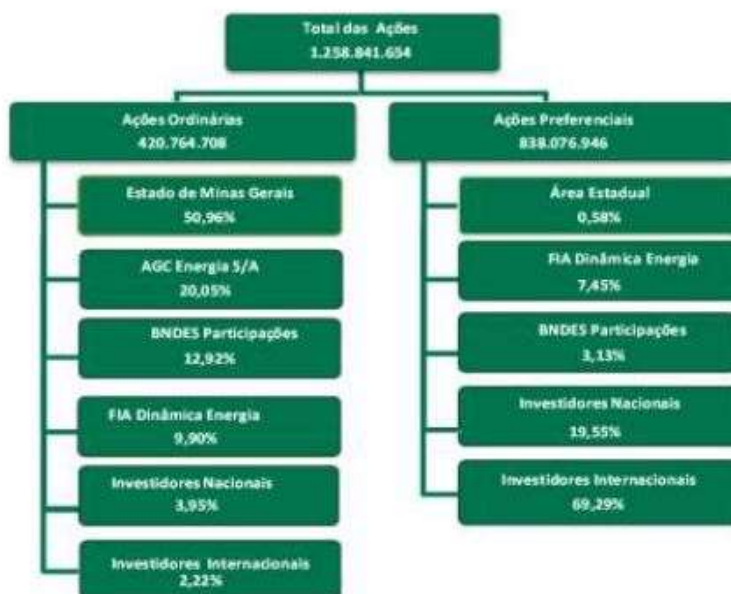 Total das Ações
1.258.841.654
Ações Ordinárias
420.764.708
Estado de Minas Gerais
50,96%
AGC Energia S/A
20,05%
BNDES Participações
12,92%
FIA Dinâmica Energia
9,90%
Investidores Nacionais
3,95%
Investidores Internacionais
2,22%
Ações Preferenciais
838.076.946
Área Estadual
0,58%
FIA Dinâmica Energia
7,45%
BNDES Participações
3,13%
Investidores Nacionais
19,55%
Investidores Internacionais
69,29%